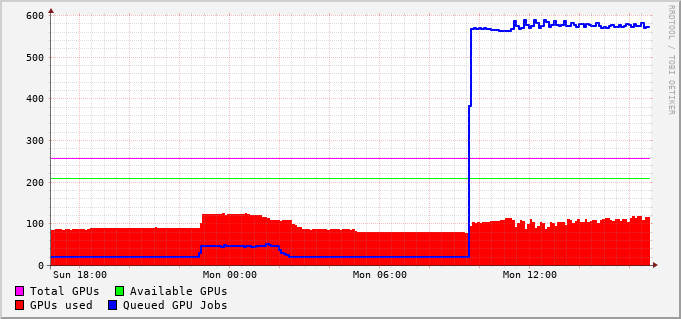 600
500
400
300
200
100
0
Sun 18:00 Mon 00:00 Mon 06:00 Mon 12:00
Total GPUs Available GPUs
GPUs used Queued GPU Jobs
RRDTOOL / TOBI OETIKER